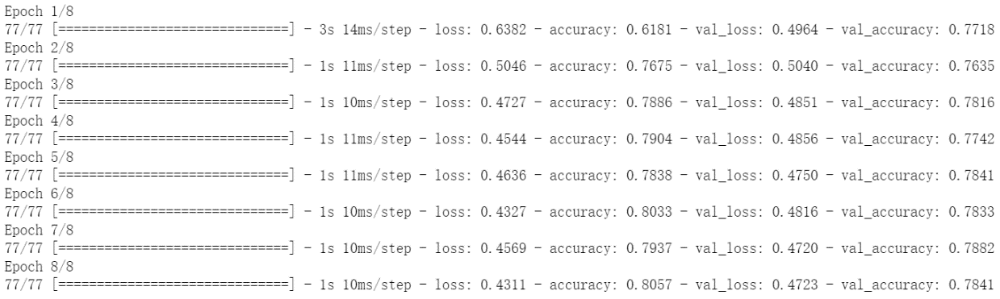 Epoch 1/8
77/77 [==============================] - 3s 14ms/step - loss: 0.6382 - accuracy: 0.6181 - val_loss: 0.4964 - val_accuracy: 0.7718
Epoch 2/8
77/77 [==============================] - 1s 11ms/step - loss: 0.5046 - accuracy: 0.7675 - val_loss: 0.5040 - val_accuracy: 0.7635
Epoch 3/8
77/77 [==============================] - 1s 10ms/step - loss: 0.4727 - accuracy: 0.7886 - val_loss: 0.4851 - val_accuracy: 0.7816
Epoch 4/8
77/77 [==============================] - 1s 11ms/step - loss: 0.4544 - accuracy: 0.7904 - val_loss: 0.4856 - val_accuracy: 0.7742
Epoch 5/8
77/77 [==============================] - 1s 11ms/step - loss: 0.4636 - accuracy: 0.7838 - val_loss: 0.4750 - val_accuracy: 0.7841
Epoch 6/8
77/77 [==============================] - 1s 10ms/step - loss: 0.4327 - accuracy: 0.8033 - val_loss: 0.4816 - val_accuracy: 0.7833
Epoch 7/8
77/77 [==============================] - 1s 10ms/step - loss: 0.4569 - accuracy: 0.7937 - val_loss: 0.4720 - val_accuracy: 0.7882
Epoch 8/8
77/77 [==============================] - 1s 10ms/step - loss: 0.4311 - accuracy: 0.8057 - val_loss: 0.4723 - val_accuracy: 0.7841